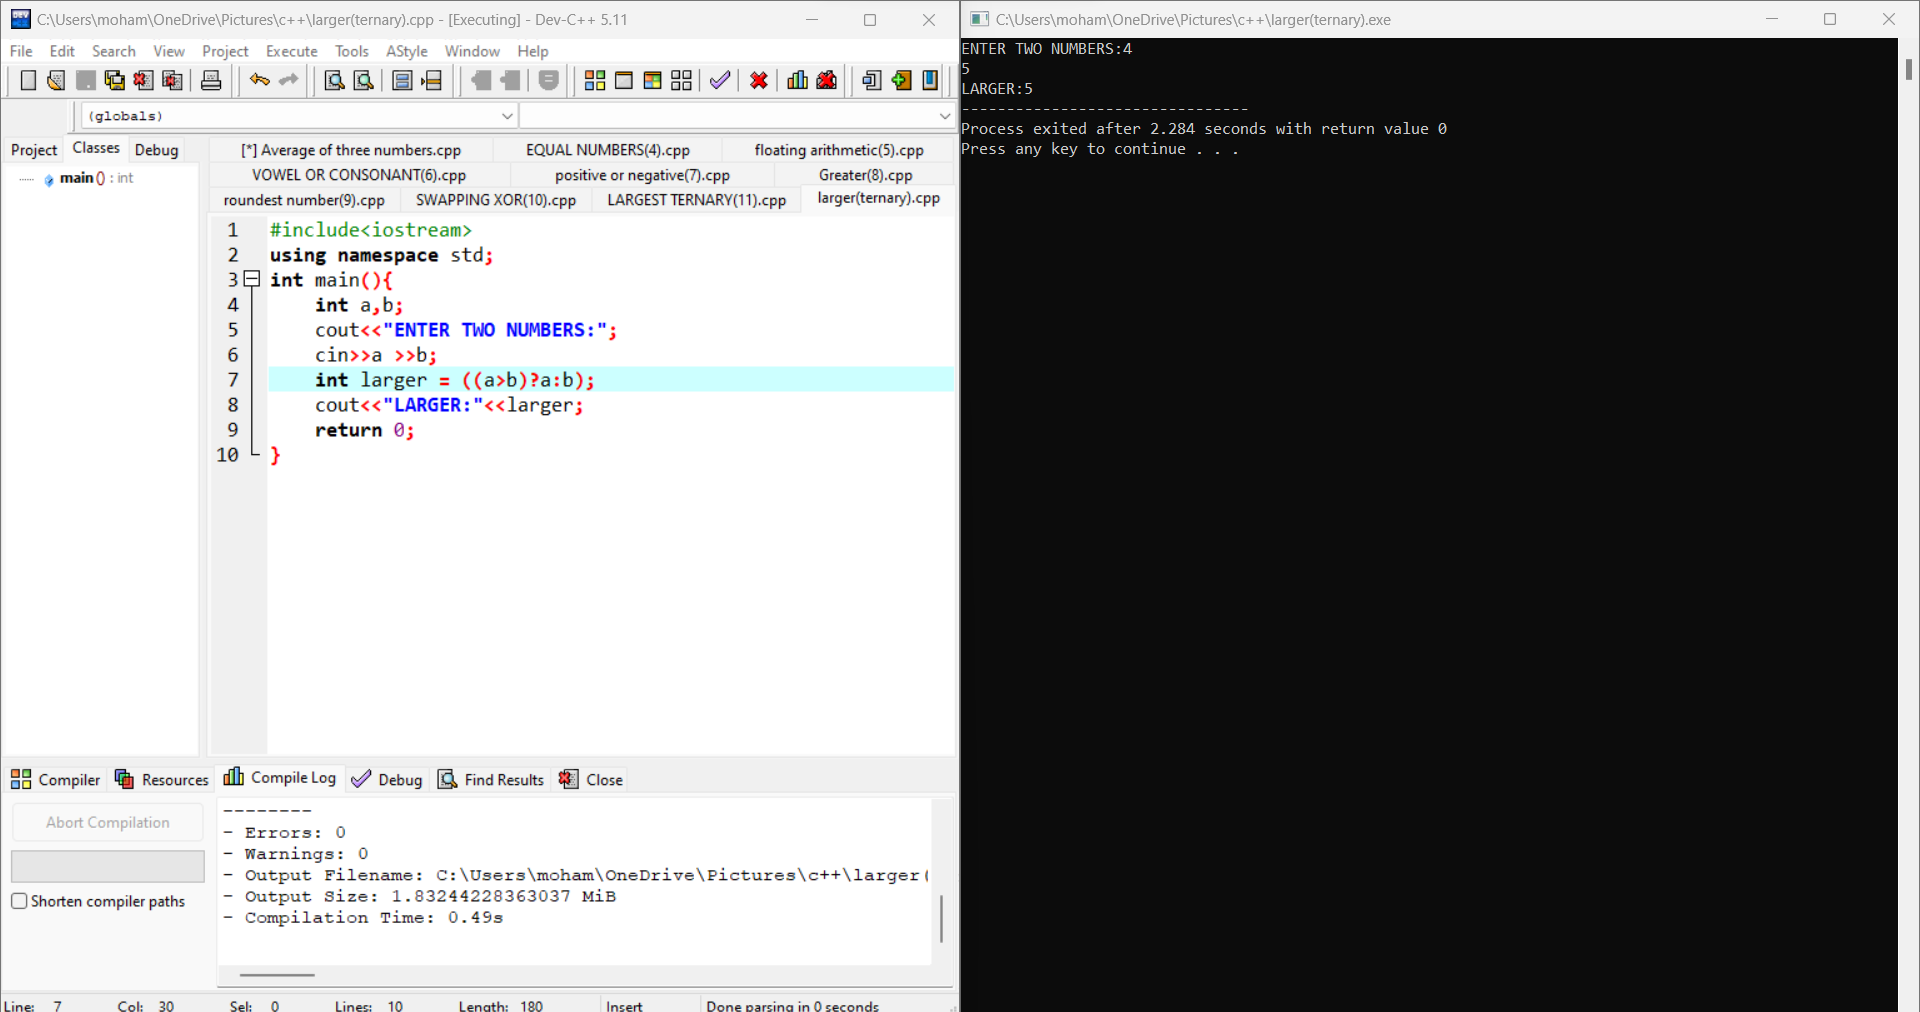 C:\Users\moham\OneDrive\Pictures\c++\larger(ternary).cpp - [Executing] - Dev-C++ 5.11
File Edit Search View Project Execute Tools AStyle Window Help
(globals)
Project Classes Debug
main () : int
[*] Average of three numbers.cpp EQUAL NUMBERS(4).cpp floating arithmetic(5).cpp
VOWEL OR CONSONANT(6).cpp positive or negative(7).cpp Greater(8).cpp
roundest number(9).cpp SWAPPING XOR(10).cpp LARGEST TERNARY(11).cpp larger(ternary).cpp
1 #include<iostream>
2 using namespace std;
3 int main(){
4 int a,b;
5 cout<<"ENTER TWO NUMBERS:";
6 cin>>a >>b;
7 int larger = ((a>b)?a:b);
8 cout<<"LARGER:"<<larger;
9 return 0;
10 }
Compiler Resources Compile Log Debug Find Results Close
Abort Compilation
Shorten compiler paths
--------
- Errors: 0
- Warnings: 0
- Output Filename: C:\Users\moham\OneDrive\Pictures\c++\larger(
- Output Size: 1.83244228363037 MiB
- Compilation Time: 0.49s
Line: 7 Col: 30 Sel: 0 Lines: 10 Length: 180 Insert Done parsing in 0 seconds
C:\Users\moham\OneDrive\Pictures\c++\larger(ternary).exe
ENTER TWO NUMBERS:4
5
LARGER:5
--------------------------------
Process exited after 2.284 seconds with return value 0
Press any key to continue . . .